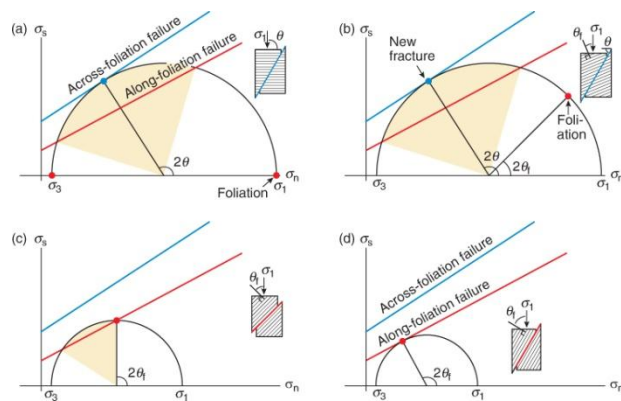 (a)
σs
Across-foliation failure
Along-foliation failure
σ1
θ
2θ
σ3
Foliation
σ1
σn
(b)
σs
New
fracture
θf
σ1
θ
Foli-
ation
2θ
2θf
σ3
σ1
σn
(c)
σs
θf
σ1
2θf
σ3
σ1
σn
(d)
σs
Across-foliation failure
Along-foliation failure
θf
σ1
2θf
σ3
σ1
σn